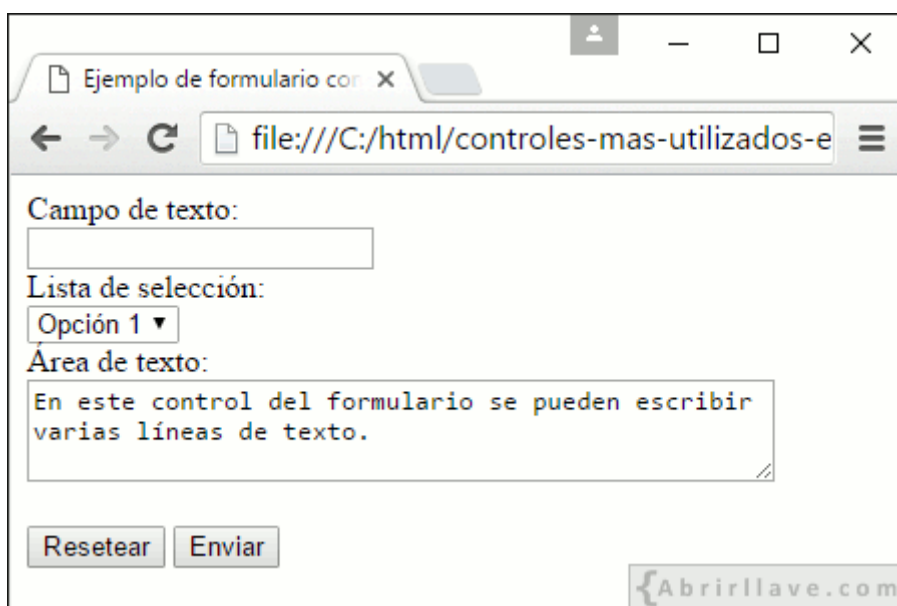 Ejemplo de formulario con
file:///C:/html/controles-mas-utilizados-e
Campo de texto:
Lista de selección:
Opción 1
Área de texto:
En este control del formulario se pueden escribir
varias líneas de texto.
Resetear Enviar
{Abrirllave.com